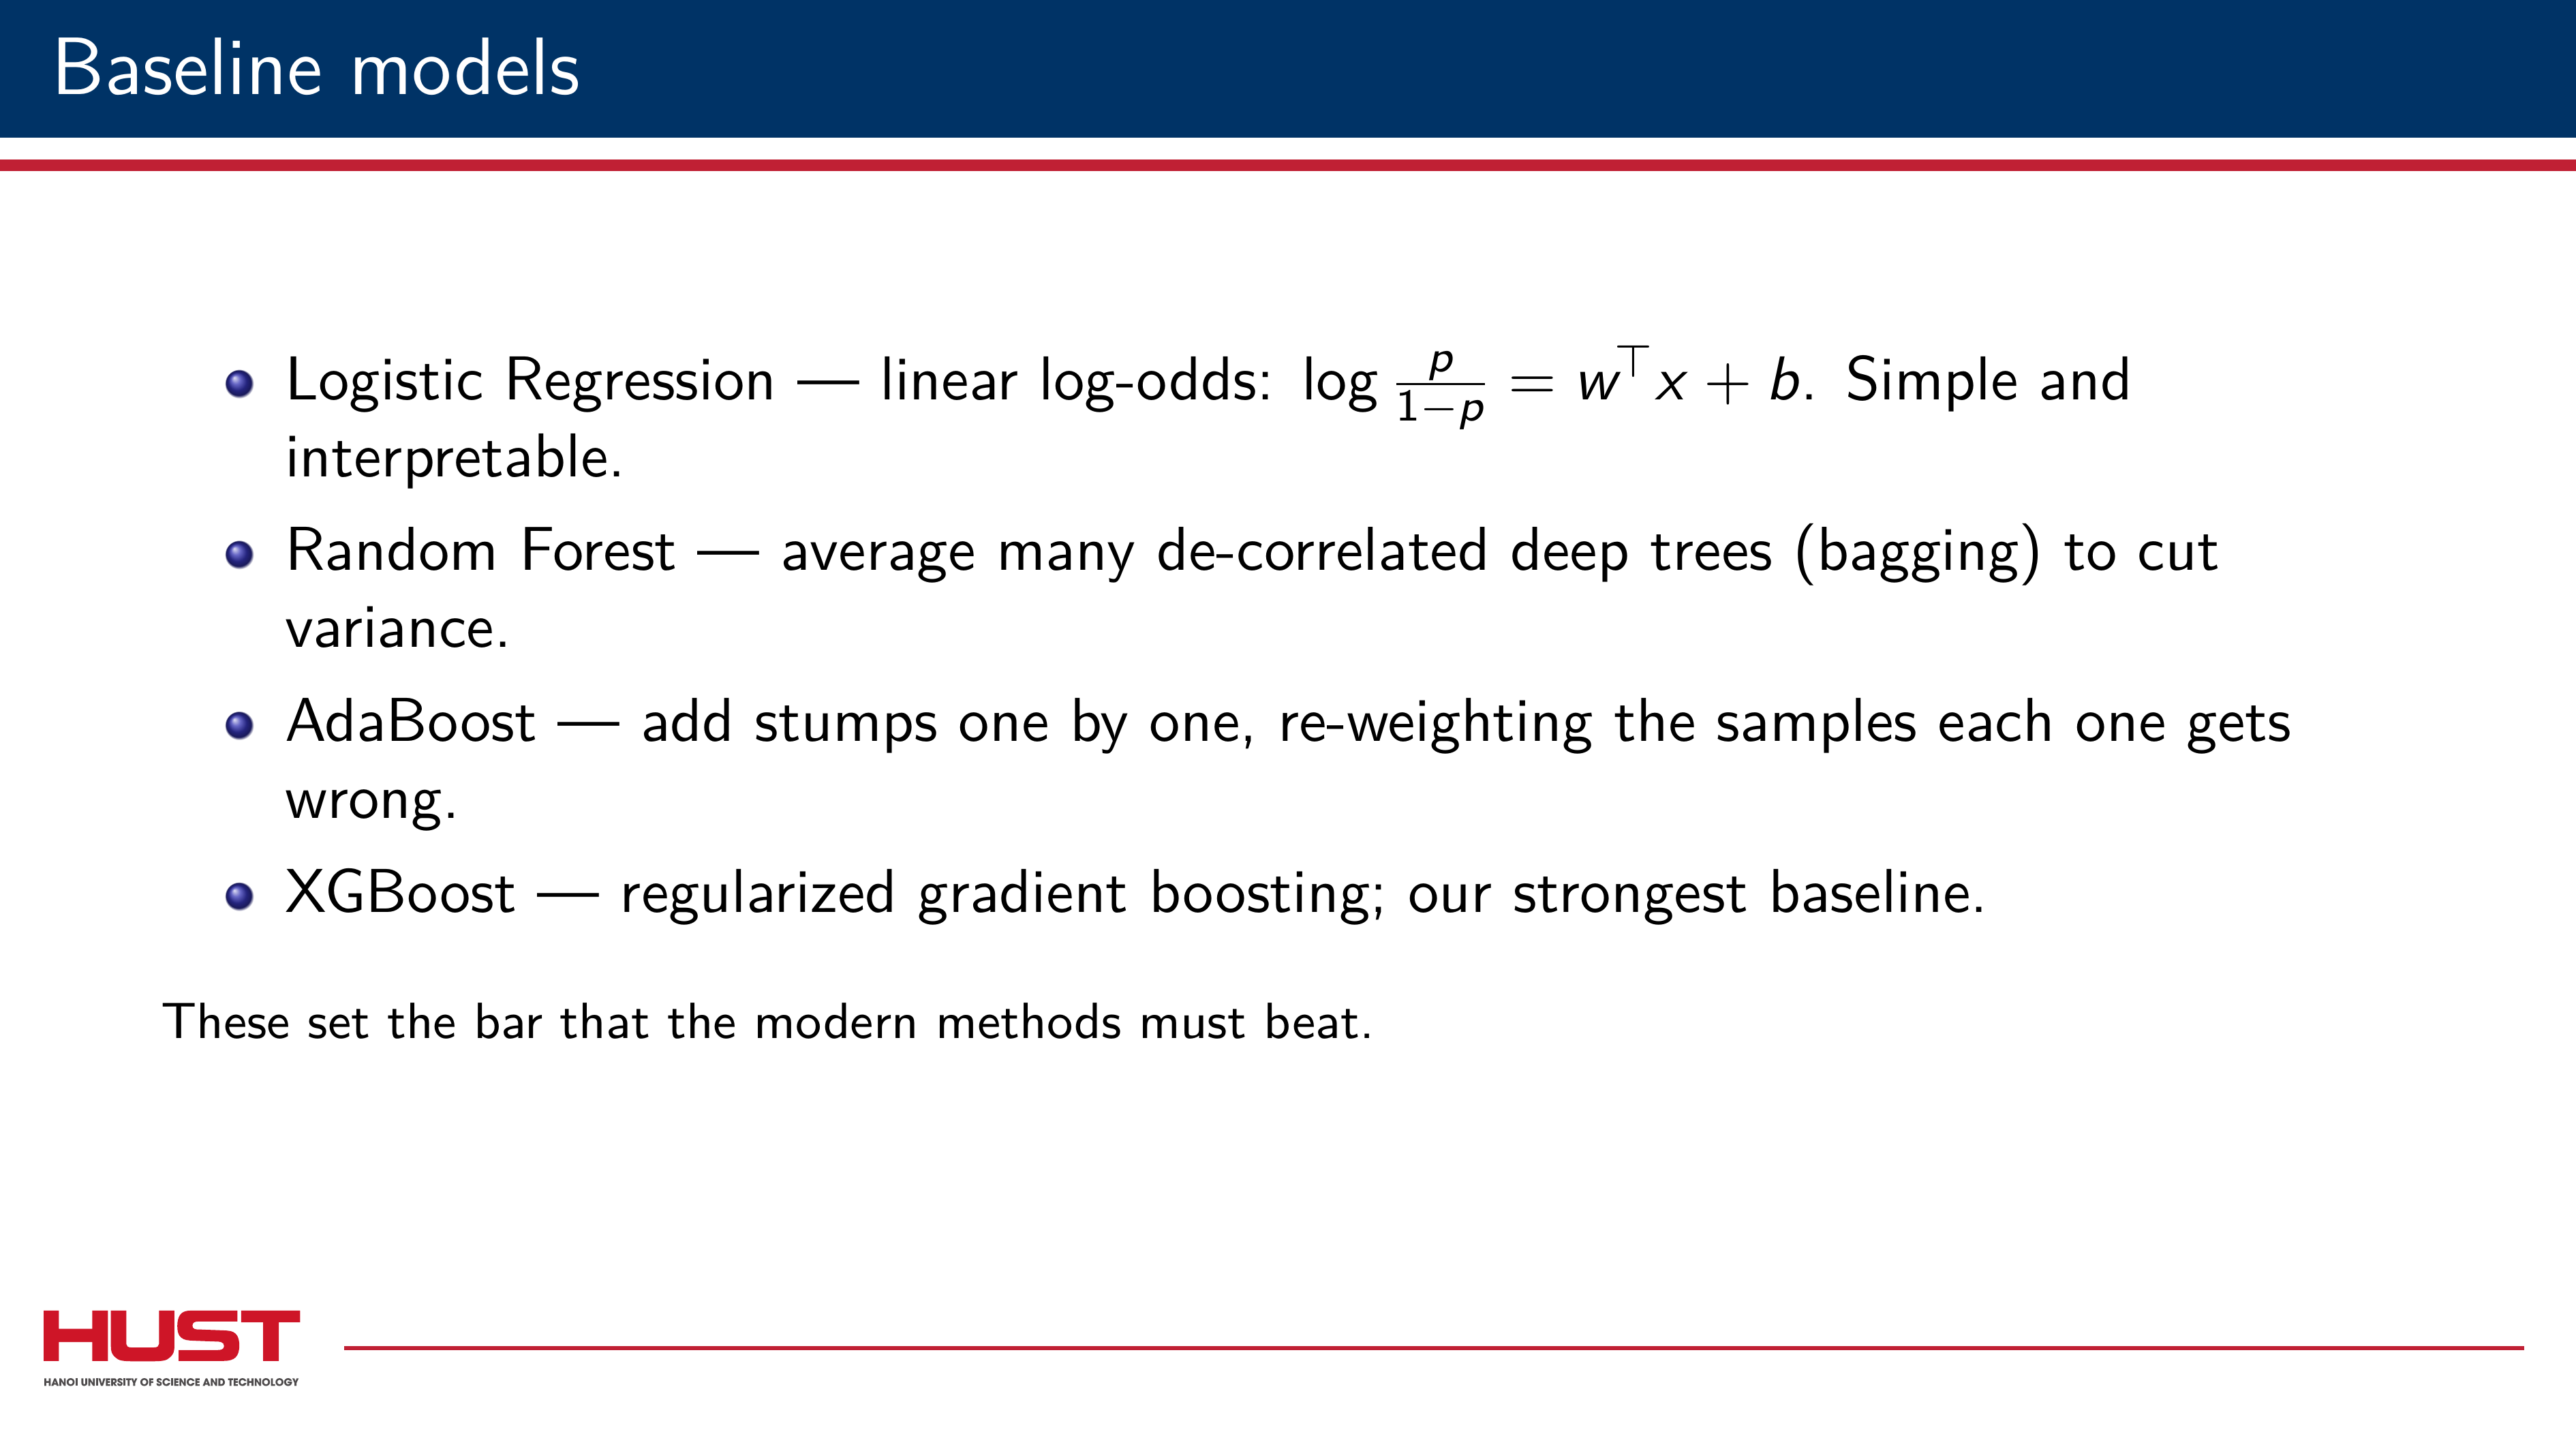 Baseline models
Logistic Regression — linear log-odds: log p/(1−p) = w⊤x + b. Simple and
interpretable.
Random Forest — average many de-correlated deep trees (bagging) to cut
variance.
AdaBoost — add stumps one by one, re-weighting the samples each one gets
wrong.
XGBoost — regularized gradient boosting; our strongest baseline.
These set the bar that the modern methods must beat.
HUST
HANOI UNIVERSITY OF SCIENCE AND TECHNOLOGY